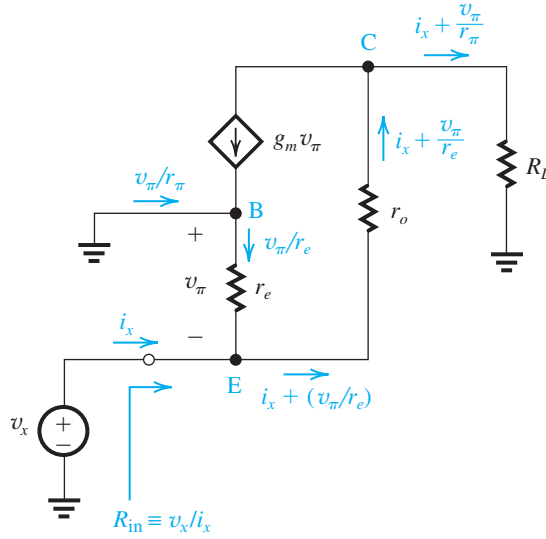 C
i_x + v_π/r_π
g_m v_π
i_x + v_π/r_e
v_π/r_π
B
R_L
+
v_π/r_e
r_o
v_π
r_e
i_x
−
E
i_x + (v_π/r_e)
v_x
+
−
R_in ≡ v_x/i_x